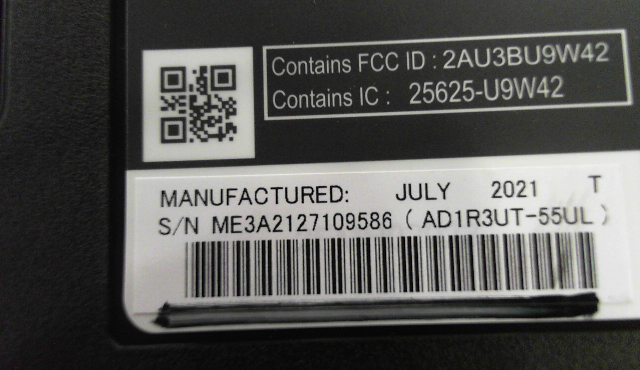 Contains FCC ID : 2AU3BU9W42
Contains IC : 25625-U9W42
MANUFACTURED: JULY 2021 T
S/N ME3A2127109586 ( AD1R3UT-55UL )